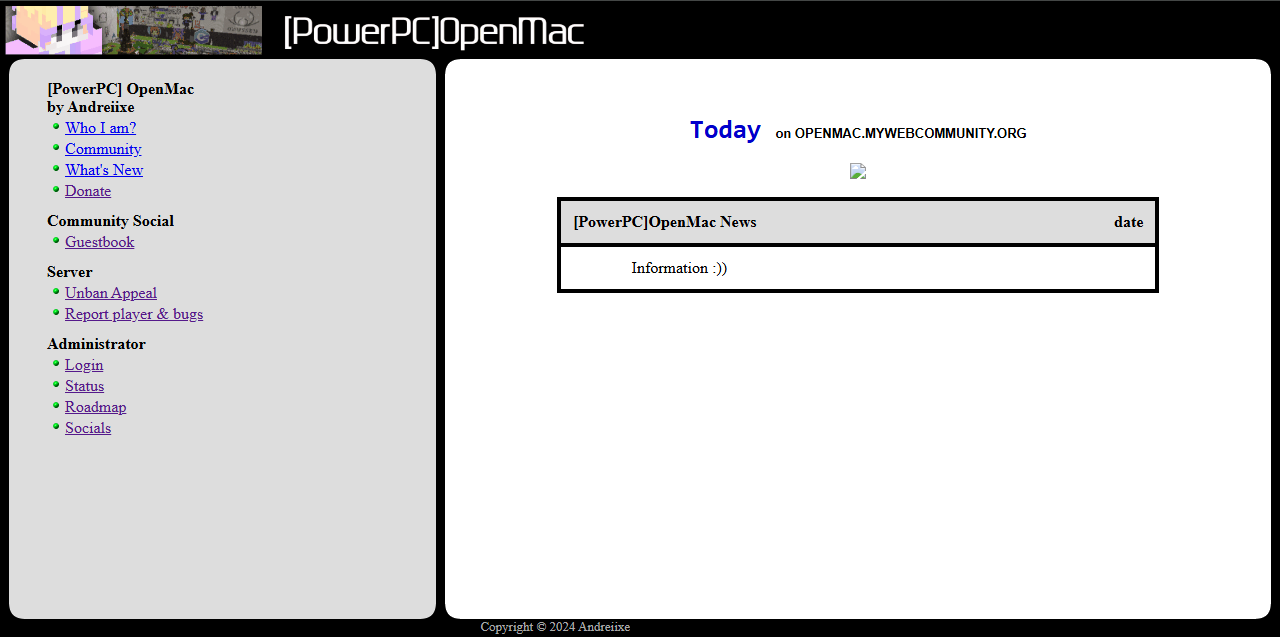 [PowerPC]OpenMac
[PowerPC] OpenMac
by Andreiixe
Who I am?
Community
What's New
Donate
Community Social
Guestbook
Server
Unban Appeal
Report player & bugs
Administrator
Login
Status
Roadmap
Socials
Today on OPENMAC.MYWEBCOMMUNITY.ORG
[PowerPC]OpenMac News date
Information :))
Copyright © 2024 Andreiixe